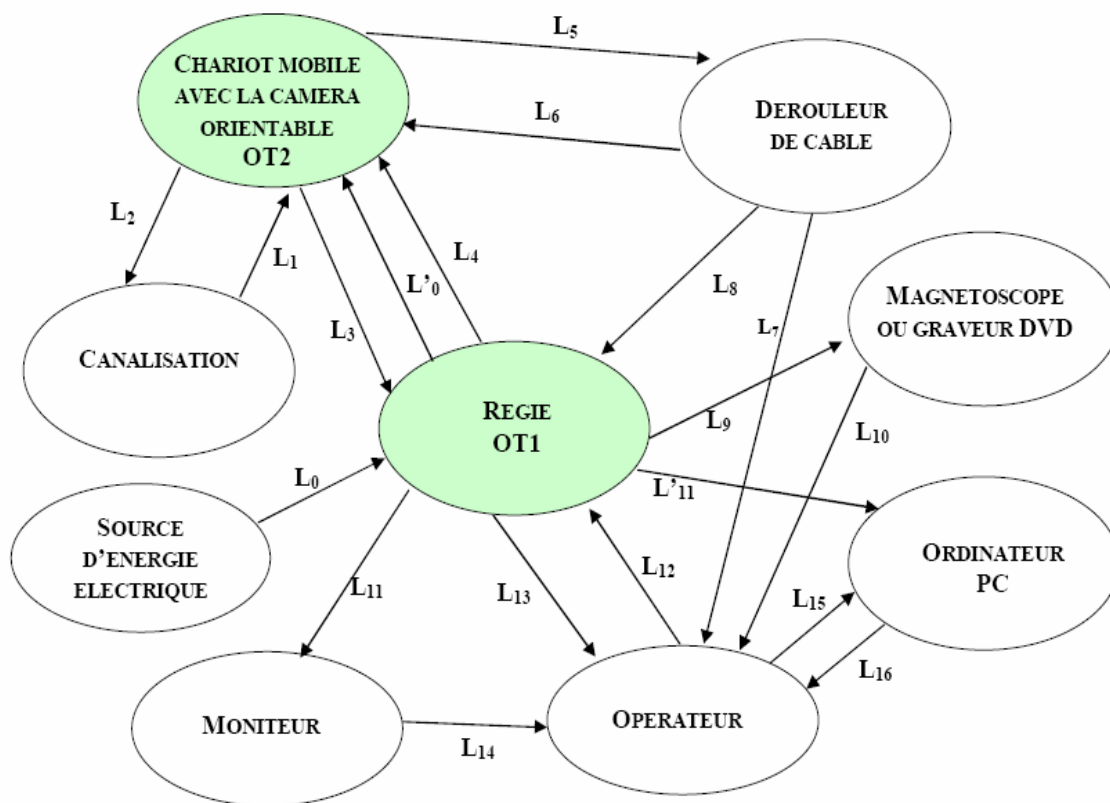 L5
CHARIOT MOBILE
AVEC LA CAMERA
ORIENTABLE
OT2
L6
DEROULEUR
DE CABLE
L2
L1
L3
L'0
L4
L8
L7
MAGNETOSCOPE
OU GRAVEUR DVD
CANALISATION
REGIE
OT1
L9
L10
L0
L'11
SOURCE
D'ENERGIE
ELECTRIQUE
ORDINATEUR
PC
L11
L13
L12
L15
L16
MONITEUR
L14
OPERATEUR